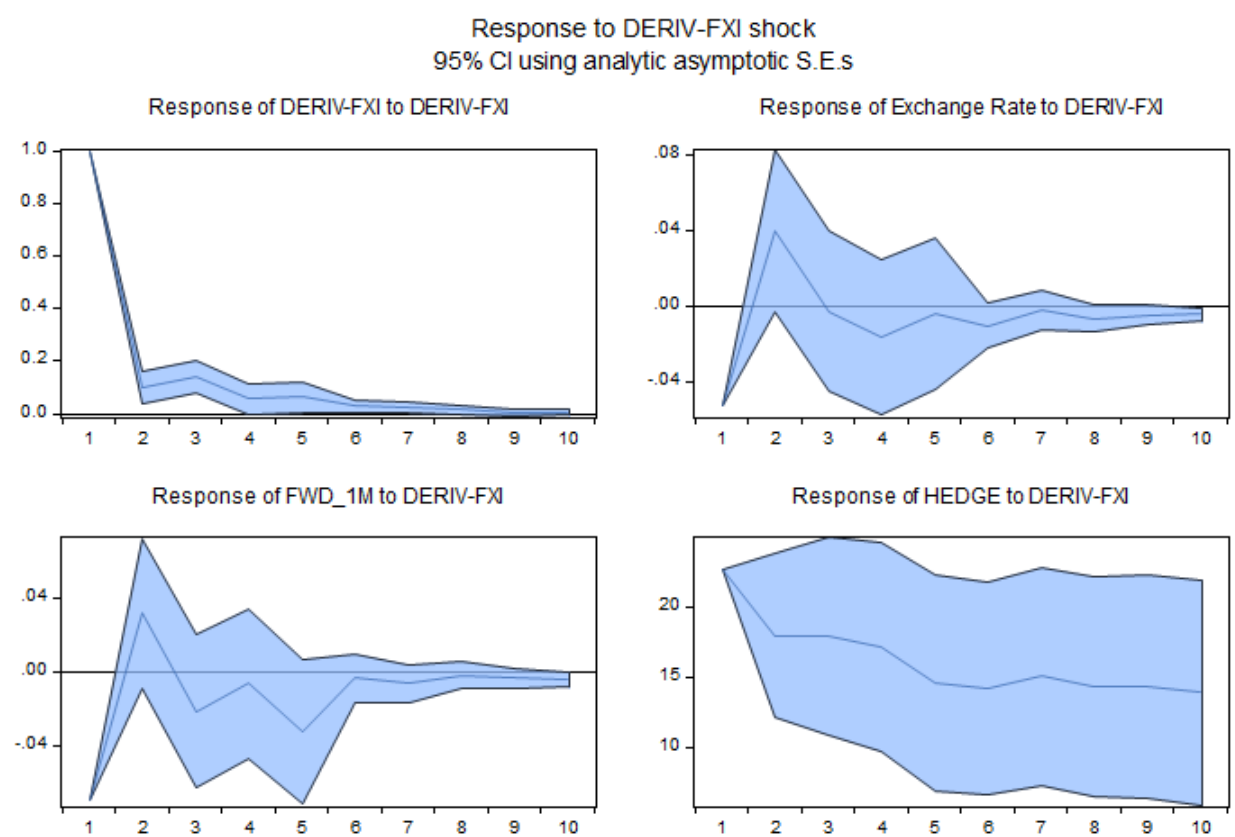 Response to DERIV-FXI shock
95% CI using analytic asymptotic S.E.s
Response of DERIV-FXI to DERIV-FXI
1.0
0.8
0.6
0.4
0.2
0.0
1 2 3 4 5 6 7 8 9 10
Response of Exchange Rate to DERIV-FXI
.08
.04
.00
-.04
1 2 3 4 5 6 7 8 9 10
Response of FWD_1M to DERIV-FXI
.04
.00
-.04
1 2 3 4 5 6 7 8 9 10
Response of HEDGE to DERIV-FXI
20
15
10
1 2 3 4 5 6 7 8 9 10